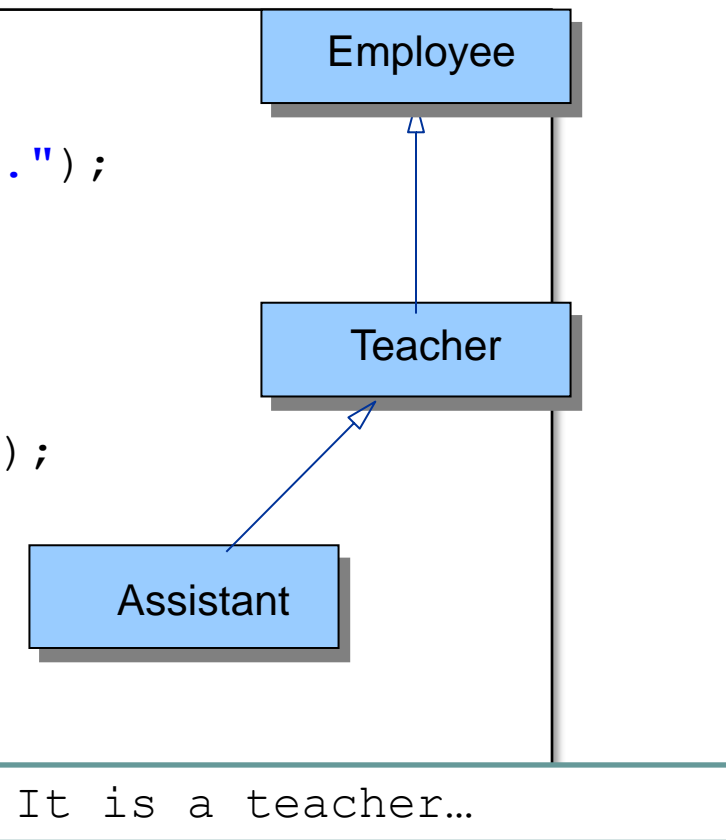 Employee
.");
Teacher
);
Assistant
It is a teacher…